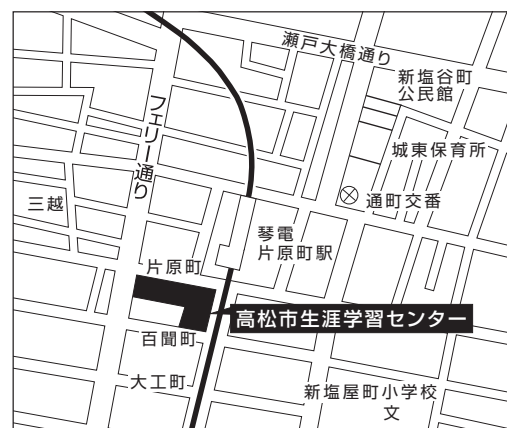 瀬戸大橋通り
新塩谷町
公民館
フェリー通り
城東保育所
三越
通町交番
琴電
片原町駅
片原町
高松市生涯学習センター
百聞町
大工町
新塩屋町小学校
文